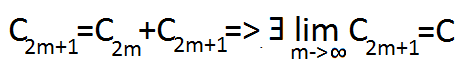 C₂ₘ₊₁=C₂ₘ+C₂ₘ₊₁=> ∃ lim C₂ₘ₊₁=C
m->∞